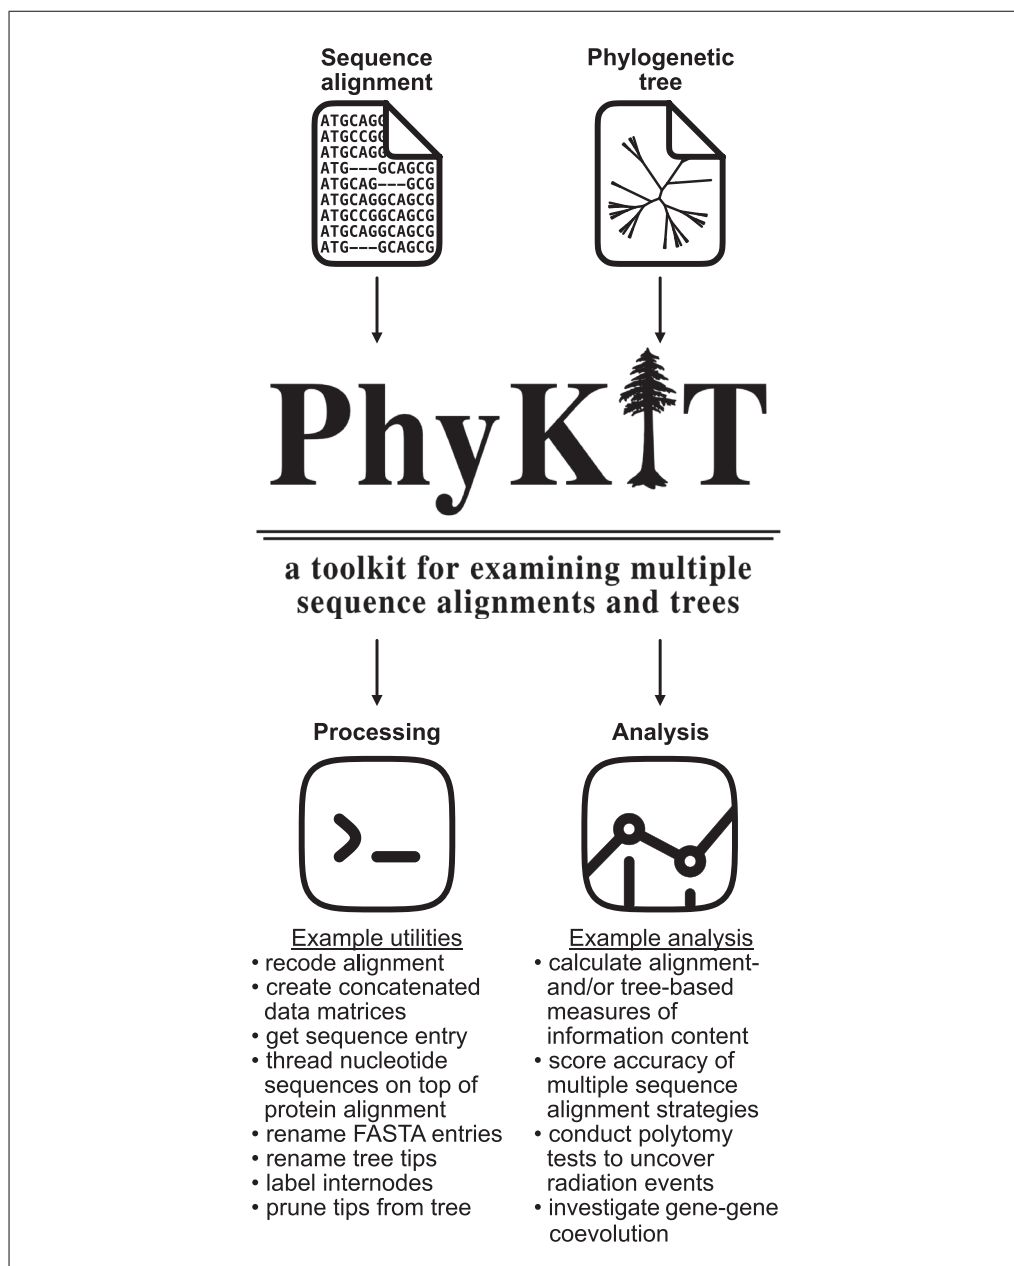 Sequence
alignment
ATGCAGG
ATGCCGG
ATGCAGG
ATG---GCAGCG
ATGCAG---GCG
ATGCAGGCAGCG
ATGCCGGCAGCG
ATGCAGGCAGCG
ATG---GCAGCG
Phylogenetic
tree
PhyKIT
a toolkit for examining multiple
sequence alignments and trees
Processing
>_
Example utilities
• recode alignment
• create concatenated
data matrices
• get sequence entry
• thread nucleotide
sequences on top of
protein alignment
• rename FASTA entries
• rename tree tips
• label internodes
• prune tips from tree
Analysis
Example analysis
• calculate alignment-
and/or tree-based
measures of
information content
• score accuracy of
multiple sequence
alignment strategies
• conduct polytomy
tests to uncover
radiation events
• investigate gene-gene
coevolution